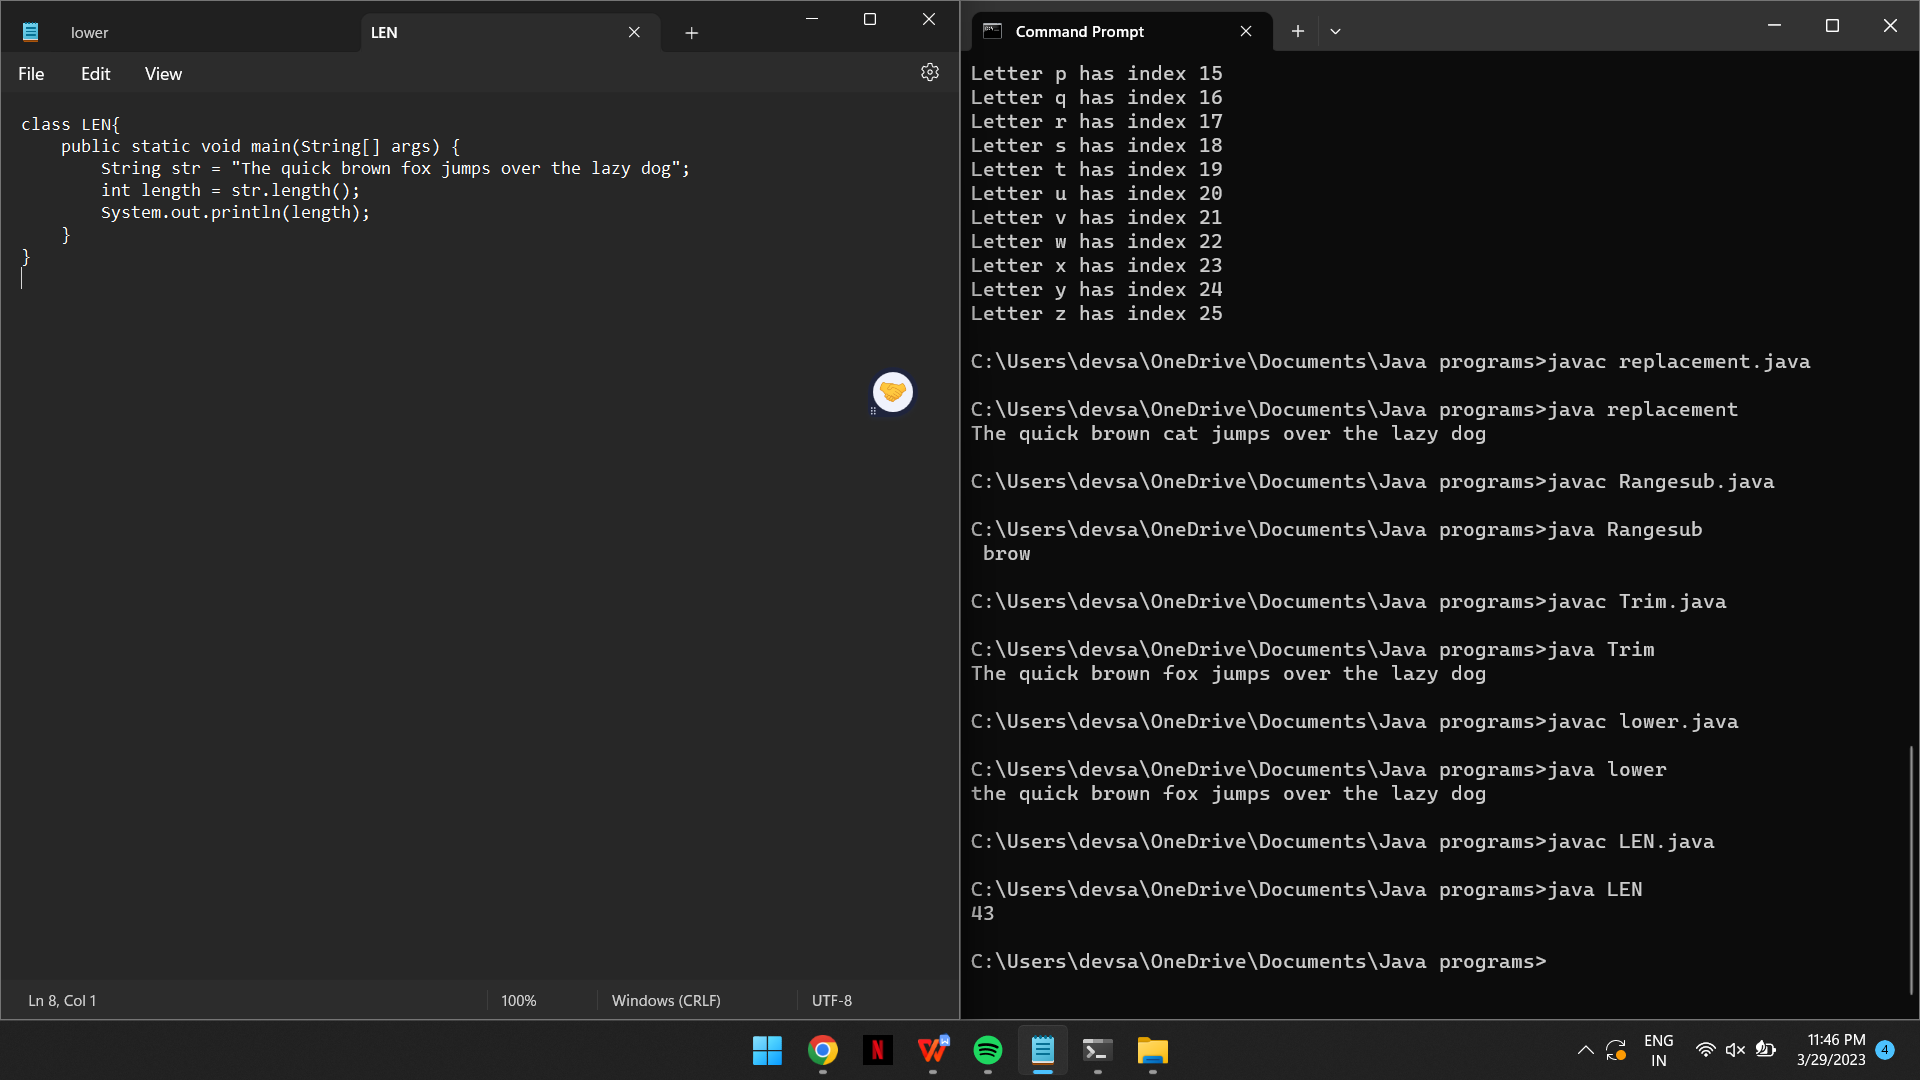 lower
LEN
File Edit View
class LEN{
    public static void main(String[] args) {
        String str = "The quick brown fox jumps over the lazy dog";
        int length = str.length();
        System.out.println(length);
    }
}
Ln 8, Col 1
100%
Windows (CRLF)
UTF-8
Command Prompt
Letter p has index 15
Letter q has index 16
Letter r has index 17
Letter s has index 18
Letter t has index 19
Letter u has index 20
Letter v has index 21
Letter w has index 22
Letter x has index 23
Letter y has index 24
Letter z has index 25
C:\Users\devsa\OneDrive\Documents\Java programs>javac replacement.java
C:\Users\devsa\OneDrive\Documents\Java programs>java replacement
The quick brown cat jumps over the lazy dog
C:\Users\devsa\OneDrive\Documents\Java programs>javac Rangesub.java
C:\Users\devsa\OneDrive\Documents\Java programs>java Rangesub
 brow
C:\Users\devsa\OneDrive\Documents\Java programs>javac Trim.java
C:\Users\devsa\OneDrive\Documents\Java programs>java Trim
The quick brown fox jumps over the lazy dog
C:\Users\devsa\OneDrive\Documents\Java programs>javac lower.java
C:\Users\devsa\OneDrive\Documents\Java programs>java lower
the quick brown fox jumps over the lazy dog
C:\Users\devsa\OneDrive\Documents\Java programs>javac LEN.java
C:\Users\devsa\OneDrive\Documents\Java programs>java LEN
43
C:\Users\devsa\OneDrive\Documents\Java programs>
N
W
ENG
IN
11:46 PM
3/29/2023
4